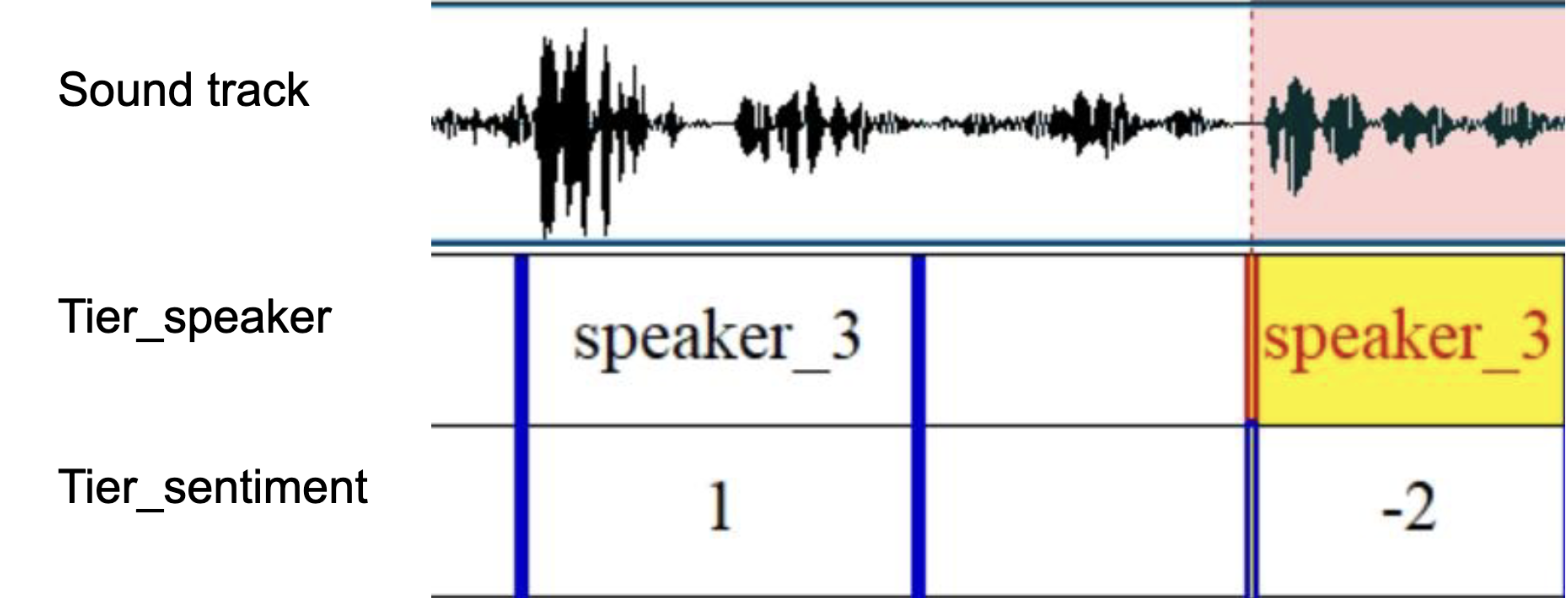 Sound track
Tier_speaker
speaker_3
speaker_3
Tier_sentiment
1
-2